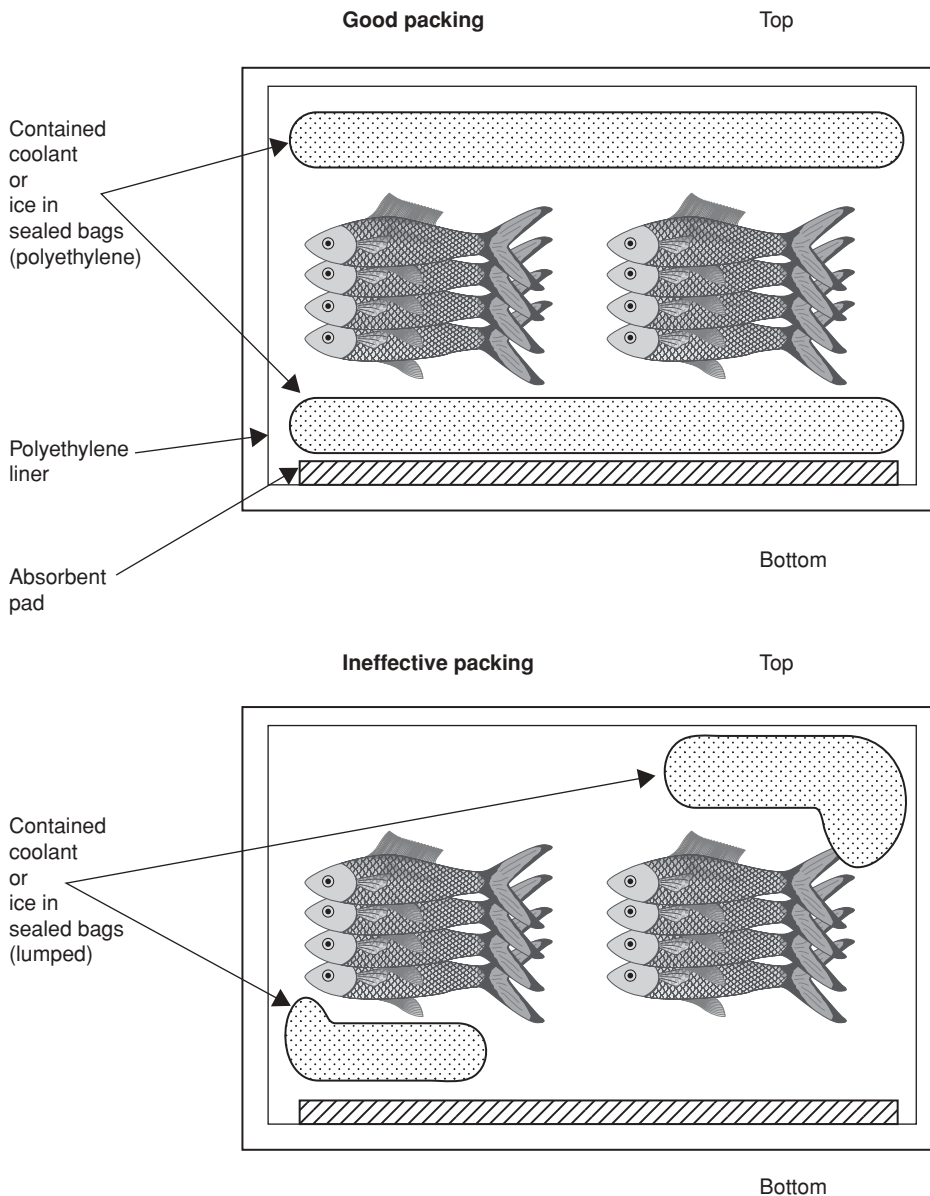 Good packing
Top
Contained
coolant
or
ice in
sealed bags
(polyethylene)
Polyethylene
liner
Absorbent
pad
Bottom
Ineffective packing
Top
Contained
coolant
or
ice in
sealed bags
(lumped)
Bottom